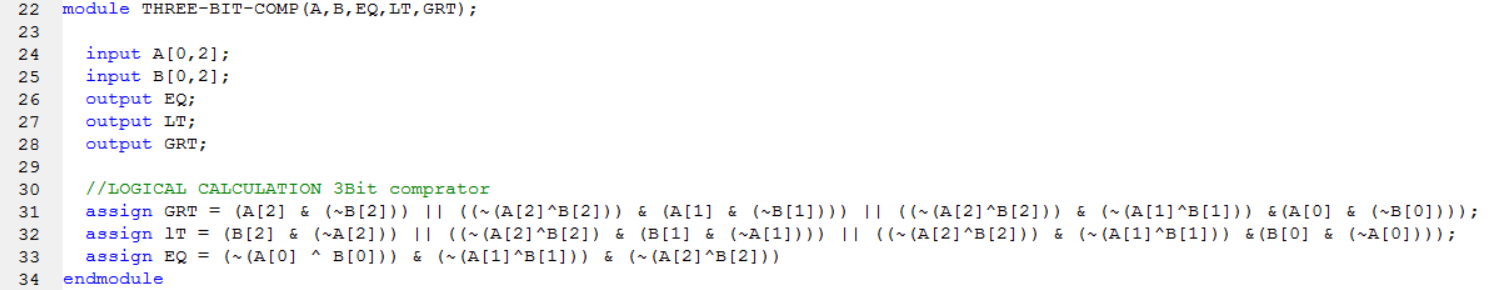 22 module THREE-BIT-COMP(A,B,EQ,LT,GRT);
23
24 input A[0,2];
25 input B[0,2];
26 output EQ;
27 output LT;
28 output GRT;
29
30 //LOGICAL CALCULATION 3Bit comprator
31 assign GRT = (A[2] & (~B[2])) || ((~(A[2]^B[2])) & (A[1] & (~B[1]))) || ((~(A[2]^B[2])) & (~(A[1]^B[1])) &(A[0] & (~B[0])));
32 assign lT = (B[2] & (~A[2])) || ((~(A[2]^B[2]) & (B[1] & (~A[1]))) || ((~(A[2]^B[2])) & (~(A[1]^B[1])) &(B[0] & (~A[0])));
33 assign EQ = (~(A[0] ^ B[0])) & (~(A[1]^B[1])) & (~(A[2]^B[2]))
34 endmodule